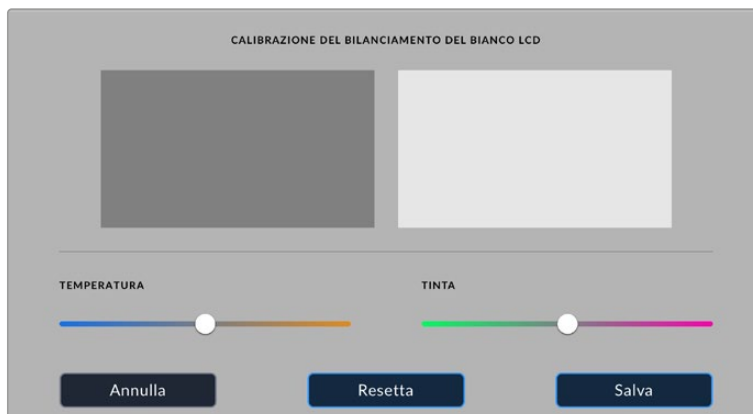 CALIBRAZIONE DEL BILANCIAMENTO DEL BIANCO LCD
TEMPERATURA
TINTA
Annulla
Resetta
Salva